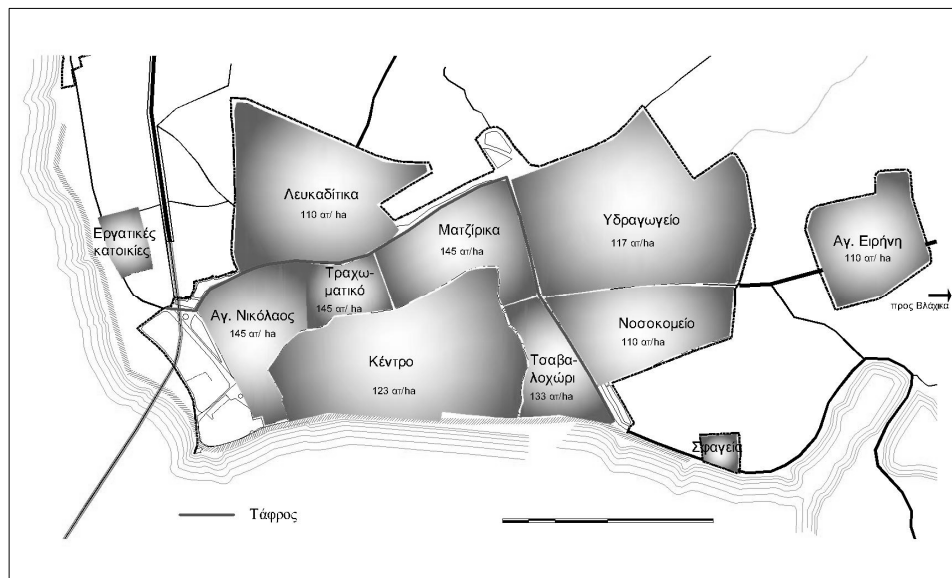 Λευκαδίτικα
110 ατ/ ha
Εργατικές
κατοικίες
Ματζίρικα
145 ατ/ha
Υδραγωγείο
117 ατ/ ha
Αγ. Ειρήνη
110 ατ/ha
Τραχω-
ματικό
145 ατ/ ha
Αγ. Νικόλαος
145 ατ/ ha
προς Βλάχικα
Νοσοκομείο
110 ατ/ ha
Κέντρο
123 ατ/ha
Τσαβα-
λοχώρι
133 ατ/ha
Σφαγεία
Τάφρος